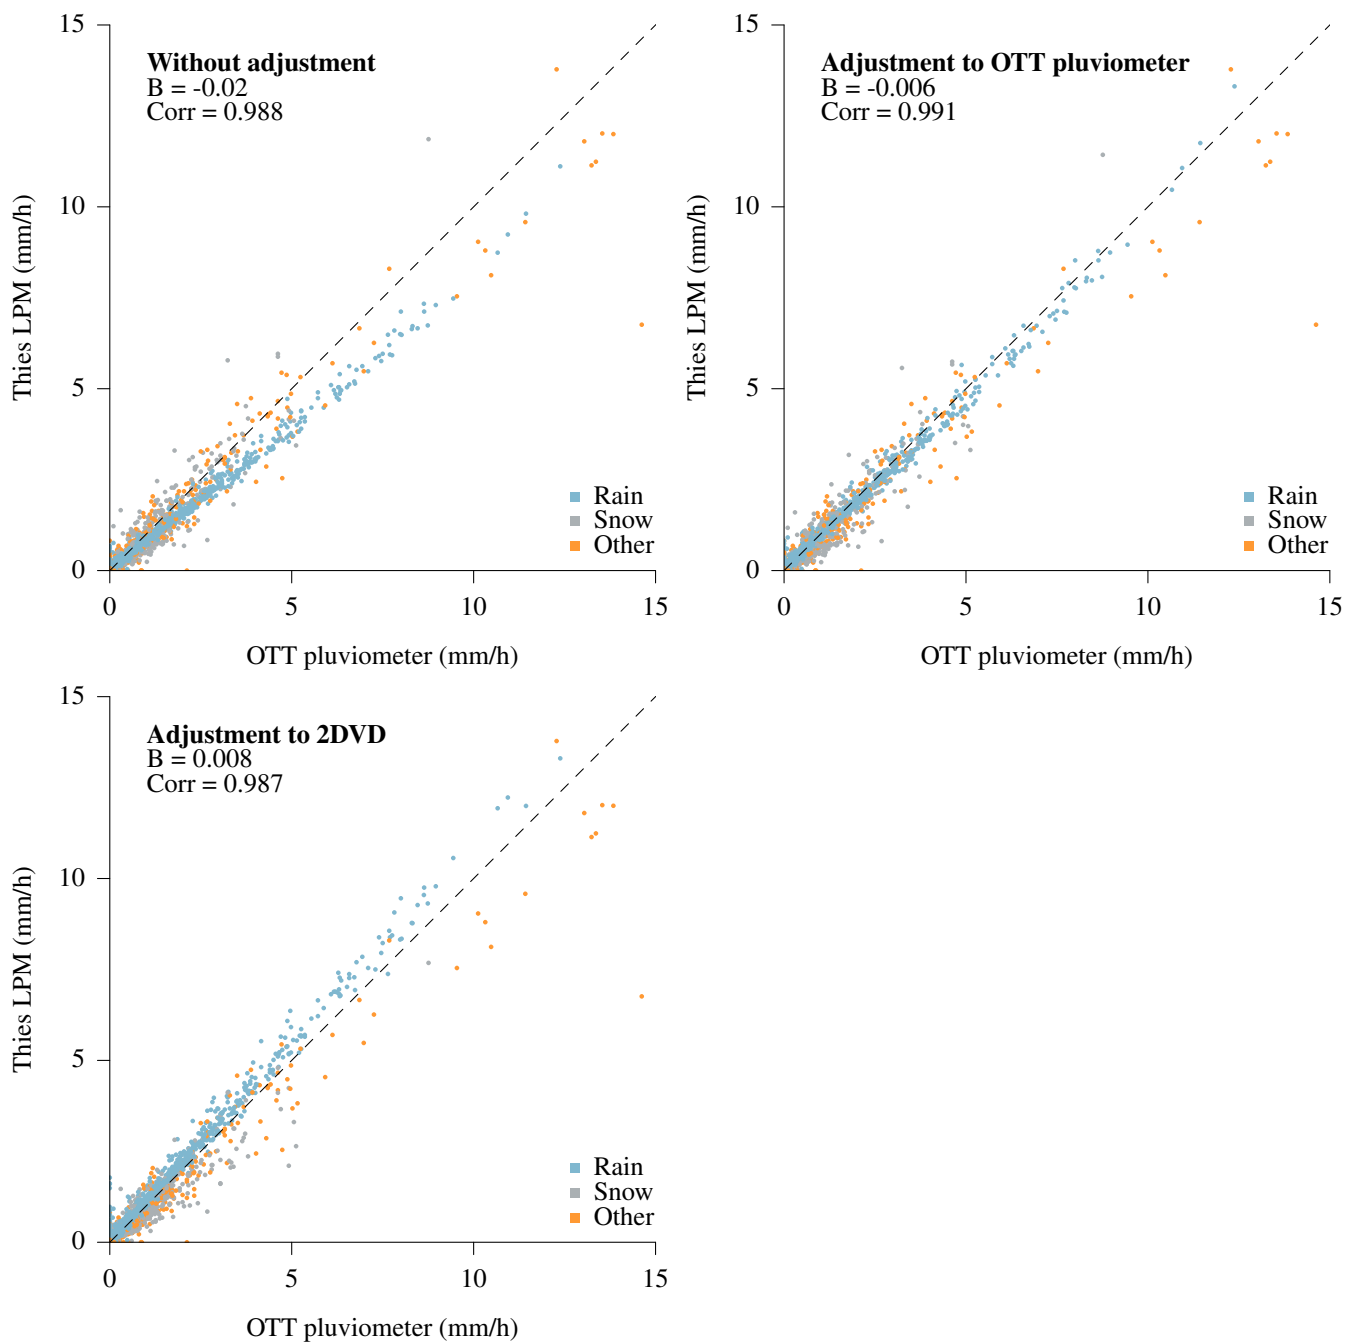 Without adjustment
B = -0.02
Corr = 0.988
15
10
5
0
Thies LPM (mm/h)
Rain
Snow
Other
0 5 10 15
OTT pluviometer (mm/h)
Adjustment to OTT pluviometer
B = -0.006
Corr = 0.991
15
10
5
0
Thies LPM (mm/h)
Rain
Snow
Other
0 5 10 15
OTT pluviometer (mm/h)
Adjustment to 2DVD
B = 0.008
Corr = 0.987
15
10
5
0
Thies LPM (mm/h)
Rain
Snow
Other
0 5 10 15
OTT pluviometer (mm/h)